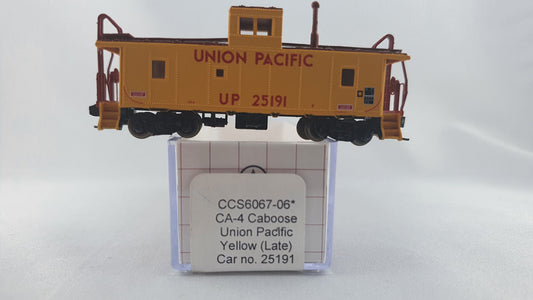 UNION PACIFIC
UP 25191
CCS6067-06*
CA-4 Caboose
Union Pacific
Yellow (Late)
Car no. 25191